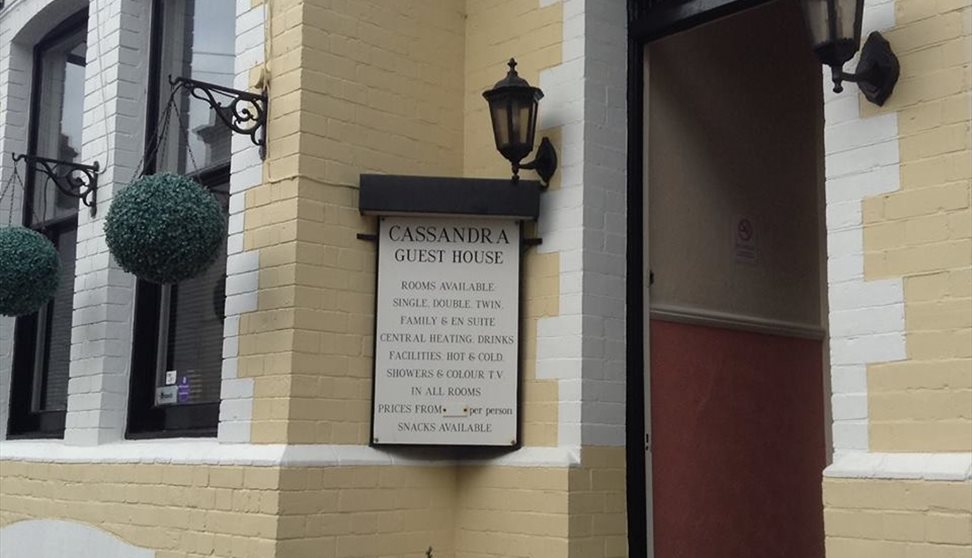 CASSANDRA
GUEST HOUSE
ROOMS AVAILABLE
SINGLE, DOUBLE, TWIN,
FAMILY & EN SUITE
CENTRAL HEATING, DRINKS
FACILITIES, HOT & COLD,
SHOWERS & COLOUR T.V.
IN ALL ROOMS
PRICES FROM per person
SNACKS AVAILABLE